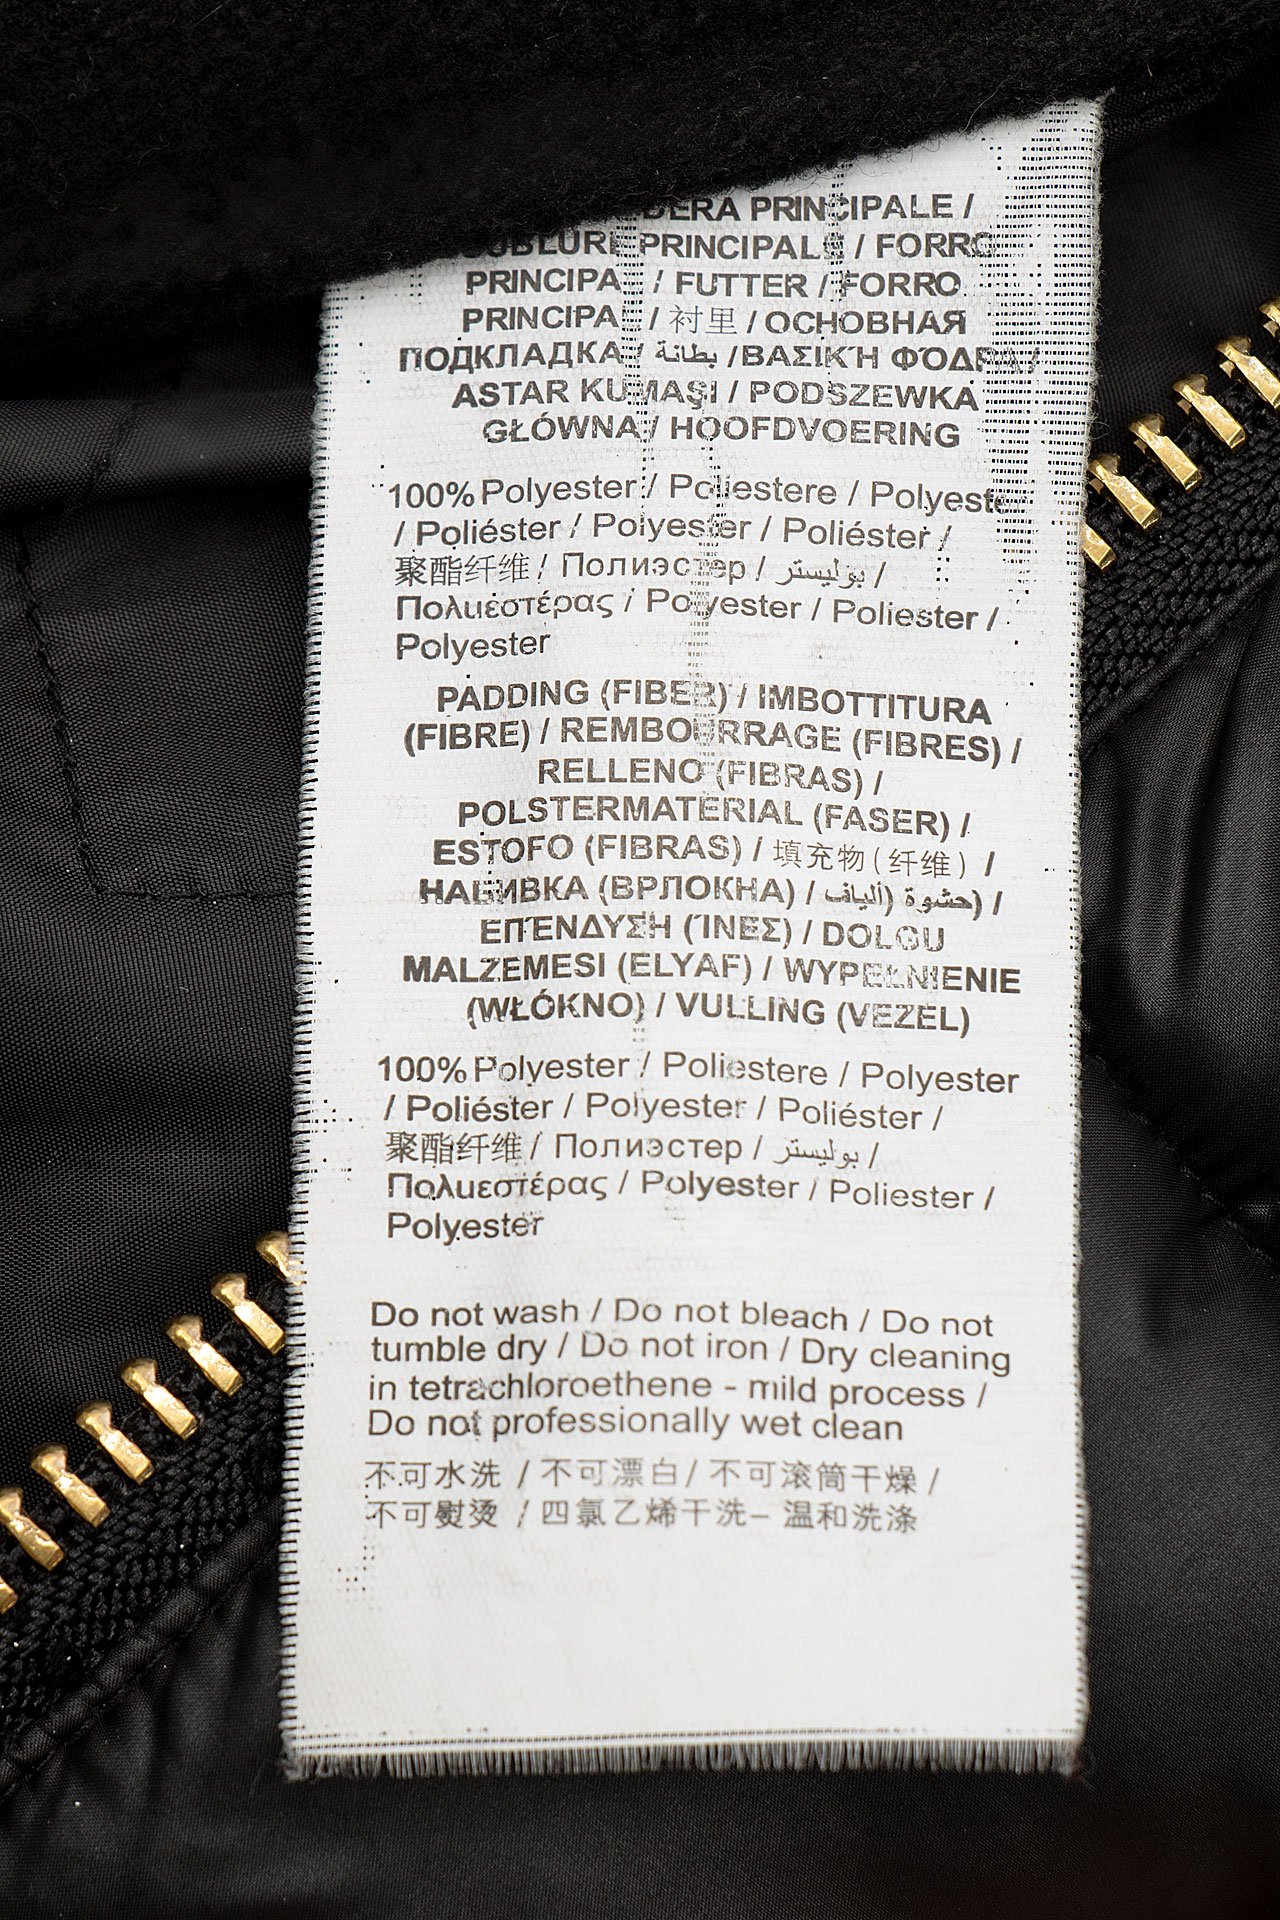 DERA PRINCIPALE /
PRINCIPALE / FORRO
PRINCIPAL / FUTTER / FORRO
PRINCIPAL / 衬里 / ОСНОВНАЯ
ПОДКЛАДКА / بطانة /ΒΑΣΙΚΉ ΦΌΔΡΑ /
ASTAR KUMAŞI / PODSZEWKA
GŁÓWNA / HOOFDVOERING
100% Polyester / Poliestere / Polyester
/ Poliéster / Polyester / Poliéster /
聚酯纤维 / Полиэстер / بوليستر /
Πολυεστέρας / Polyester / Poliester /
Polyester
PADDING (FIBER) / IMBOTTITURA
(FIBRE) / REMBOURRAGE (FIBRES) /
RELLENO (FIBRAS) /
POLSTERMATERIAL (FASER) /
ESTOFO (FIBRAS) / 填充物 ( 纤维 ) /
НАБИВКА (ВРЛОКНА) / حشوة (ألياف) /
ΕΠΈΝΔΥΣΗ (ΊΝΕΣ) / DOLGU
MALZEMESI (ELYAF) / WYPEŁNIENIE
(WŁÓKNO) / VULLING (VEZEL)
100% Polyester / Poliestere / Polyester
/ Poliéster / Polyester / Poliéster /
聚酯纤维 / Полиэстер / بوليستر /
Πολυεστέρας / Polyester / Poliester /
Polyester
Do not wash / Do not bleach / Do not
tumble dry / Do not iron / Dry cleaning
in tetrachloroethene - mild process /
Do not professionally wet clean
不可水洗 / 不可漂白 / 不可滚筒干燥 /
不可熨烫 / 四氯乙烯干洗– 温和洗涤